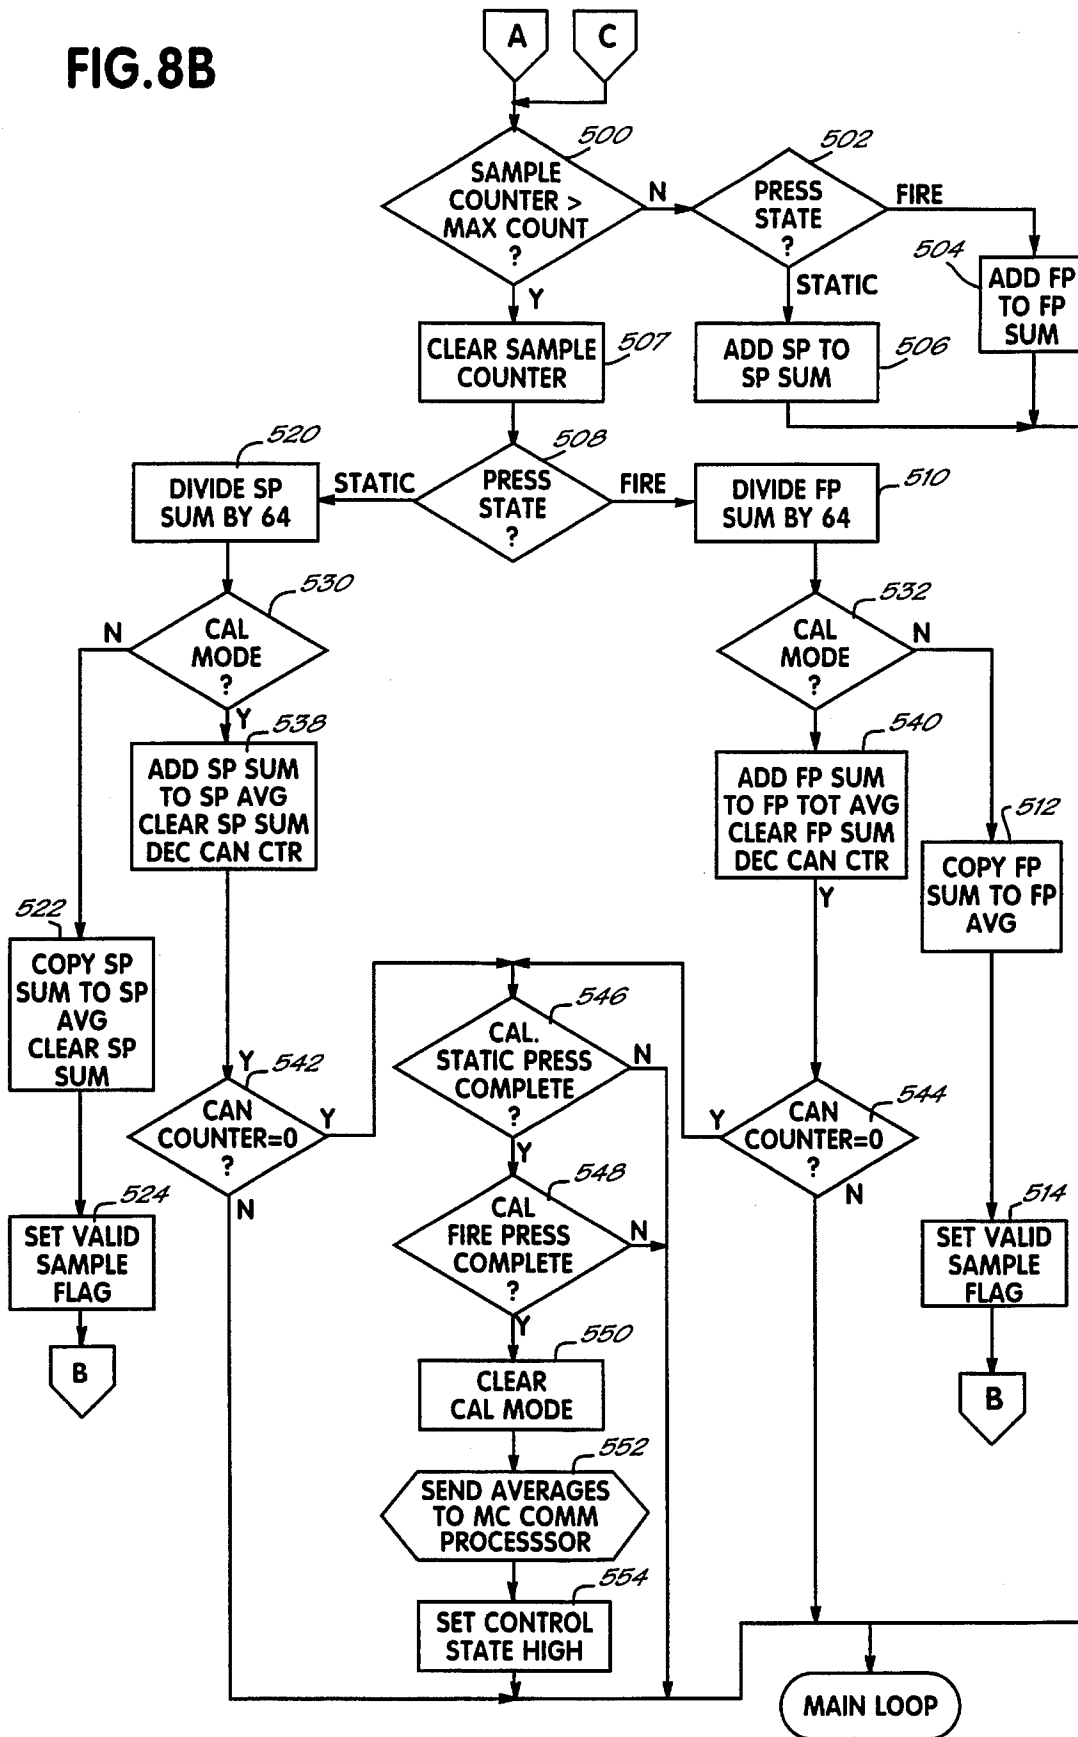 FIG.8B
A
C
500
SAMPLE
COUNTER >
MAX COUNT
?
N
Y
502
PRESS
STATE
?
FIRE
STATIC
504
ADD FP
TO FP
SUM
CLEAR SAMPLE
COUNTER
507
ADD SP TO
SP SUM
506
520
DIVIDE SP
SUM BY 64
STATIC
508
PRESS
STATE
?
FIRE
DIVIDE FP
SUM BY 64
510
530
CAL
MODE
?
N
Y
532
CAL
MODE
?
N
538
ADD SP SUM
TO SP AVG
CLEAR SP SUM
DEC CAN CTR
540
ADD FP SUM
TO FP TOT AVG
CLEAR FP SUM
DEC CAN CTR
Y
512
COPY FP
SUM TO FP
AVG
522
COPY SP
SUM TO SP
AVG
CLEAR SP
SUM
Y
542
CAN
COUNTER=0
?
Y
N
546
CAL.
STATIC PRESS
COMPLETE
?
N
Y
544
CAN
COUNTER=0
?
Y
N
548
CAL
FIRE PRESS
COMPLETE
?
N
Y
524
SET VALID
SAMPLE
FLAG
B
514
SET VALID
SAMPLE
FLAG
B
550
CLEAR
CAL MODE
552
SEND AVERAGES
TO MC COMM
PROCESSSOR
554
SET CONTROL
STATE HIGH
MAIN LOOP